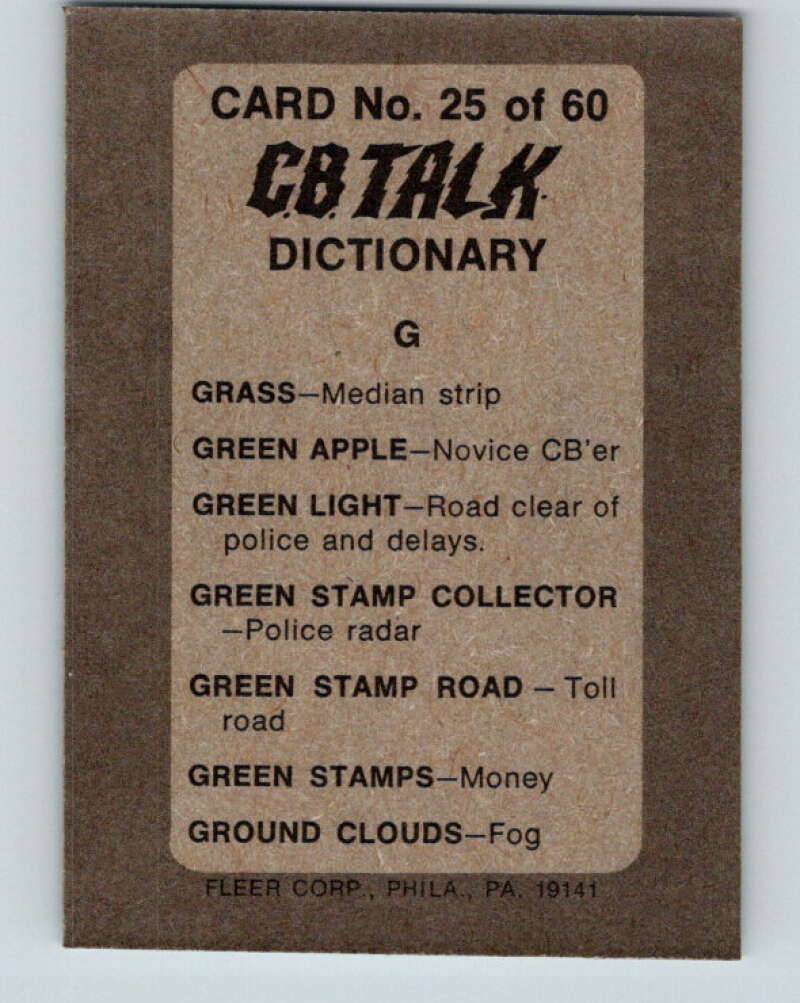 CARD No. 25 of 60
C.B. TALK
DICTIONARY
G
GRASS—Median strip
GREEN APPLE—Novice CB'er
GREEN LIGHT—Road clear of
police and delays.
GREEN STAMP COLLECTOR
—Police radar
GREEN STAMP ROAD — Toll
road
GREEN STAMPS—Money
GROUND CLOUDS—Fog
FLEER CORP., PHILA., PA. 19141